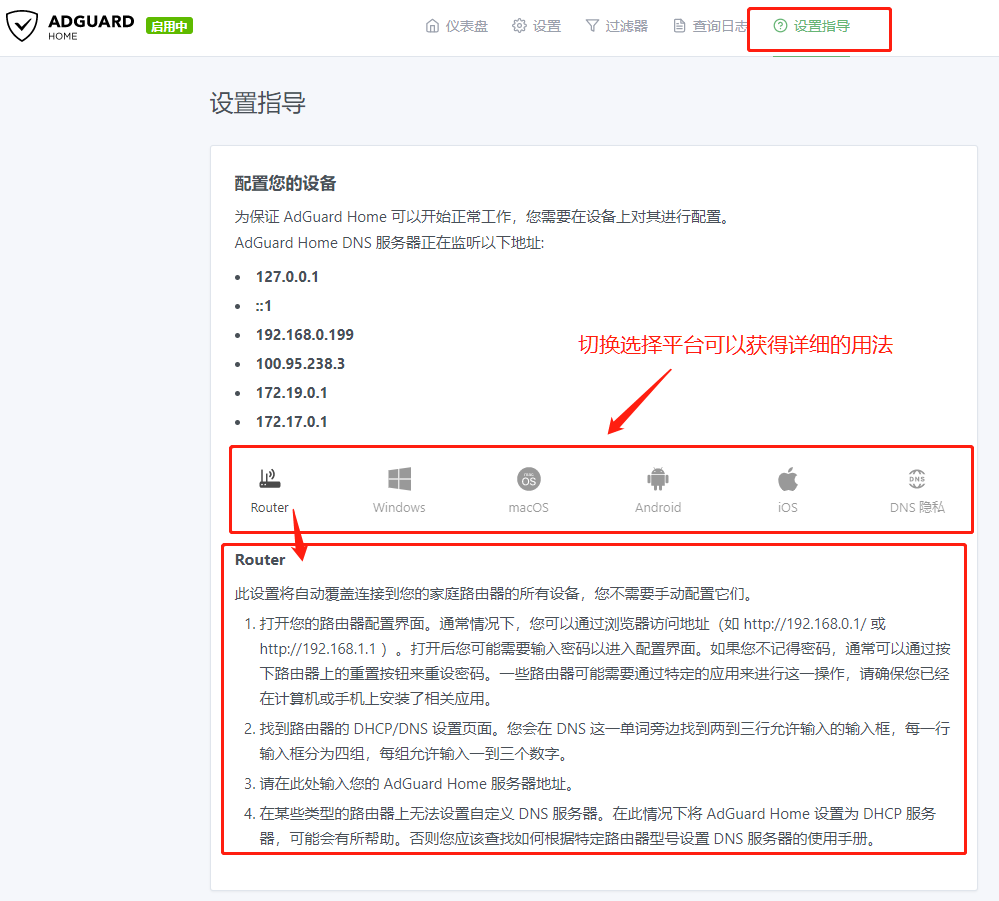 ADGUARD
HOME
启用中
仪表盘
设置
过滤器
查询日志
设置指导
设置指导
配置您的设备
为保证 AdGuard Home 可以开始正常工作，您需要在设备上对其进行配置。
AdGuard Home DNS 服务器正在监听以下地址:
127.0.0.1
::1
192.168.0.199
100.95.238.3
172.19.0.1
172.17.0.1
切换选择平台可以获得详细的用法
macOS
DNS
Router
Windows
macOS
Android
iOS
DNS 隐私
Router
此设置将自动覆盖连接到您的家庭路由器的所有设备，您不需要手动配置它们。
1. 打开您的路由器配置界面。通常情况下，您可以通过浏览器访问地址（如 http://192.168.0.1/ 或
http://192.168.1.1 ）。打开后您可能需要输入密码以进入配置界面。如果您不记得密码，通常可以通过按
下路由器上的重置按钮来重设密码。一些路由器可能需要通过特定的应用来进行这一操作，请确保您已经
在计算机或手机上安装了相关应用。
2. 找到路由器的 DHCP/DNS 设置页面。您会在 DNS 这一单词旁边找到两到三行允许输入的输入框，每一行
输入框分为四组，每组允许输入一到三个数字。
3. 请在此处输入您的 AdGuard Home 服务器地址。
4. 在某些类型的路由器上无法设置自定义 DNS 服务器。在此情况下将 AdGuard Home 设置为 DHCP 服务
器，可能会有所帮助。否则您应该查找如何根据特定路由器型号设置 DNS 服务器的使用手册。